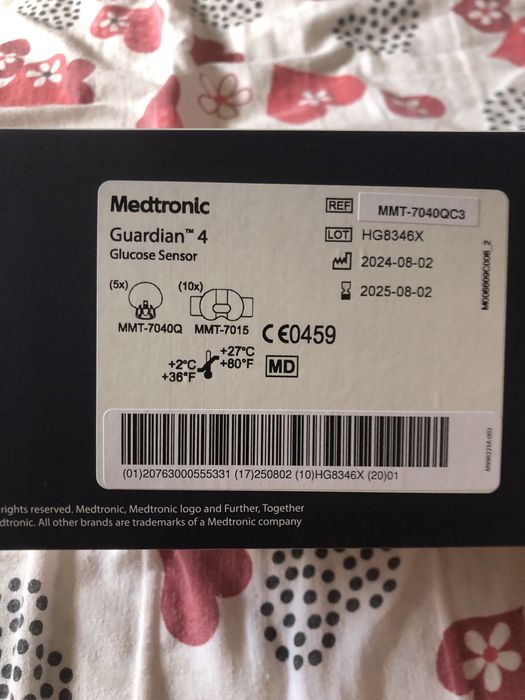 Medtronic
Guardian™ 4
Glucose Sensor
REF MMT-7040QC3
LOT HG8346X
2024-08-02
2025-08-02
(5x)
MMT-7040Q
(10x)
MMT-7015
CE0459
+2°C
+36°F
+27°C
+80°F
MD
M006609C006_2
(01)20763000555331 (17)250802 (10)HG8346X (20)01
rights reserved. Medtronic, Medtronic logo and Further, Together
dtronic. All other brands are trademarks of a Medtronic company